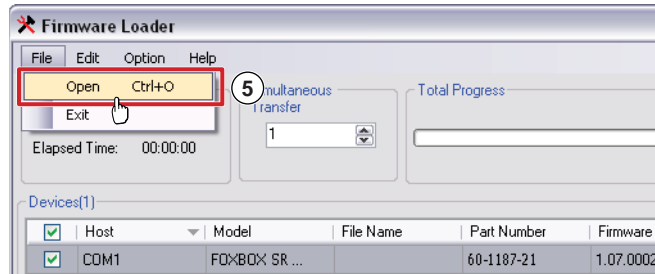 Firmware Loader
File Edit Option Help
Open Ctrl+O
Exit
5
multaneous
Transfer
Total Progress
1
Elapsed Time: 00:00:00
Devices(1)
Host Model File Name Part Number Firmware
COM1 FOXBOX SR ... 60-1187-21 1.07.0002